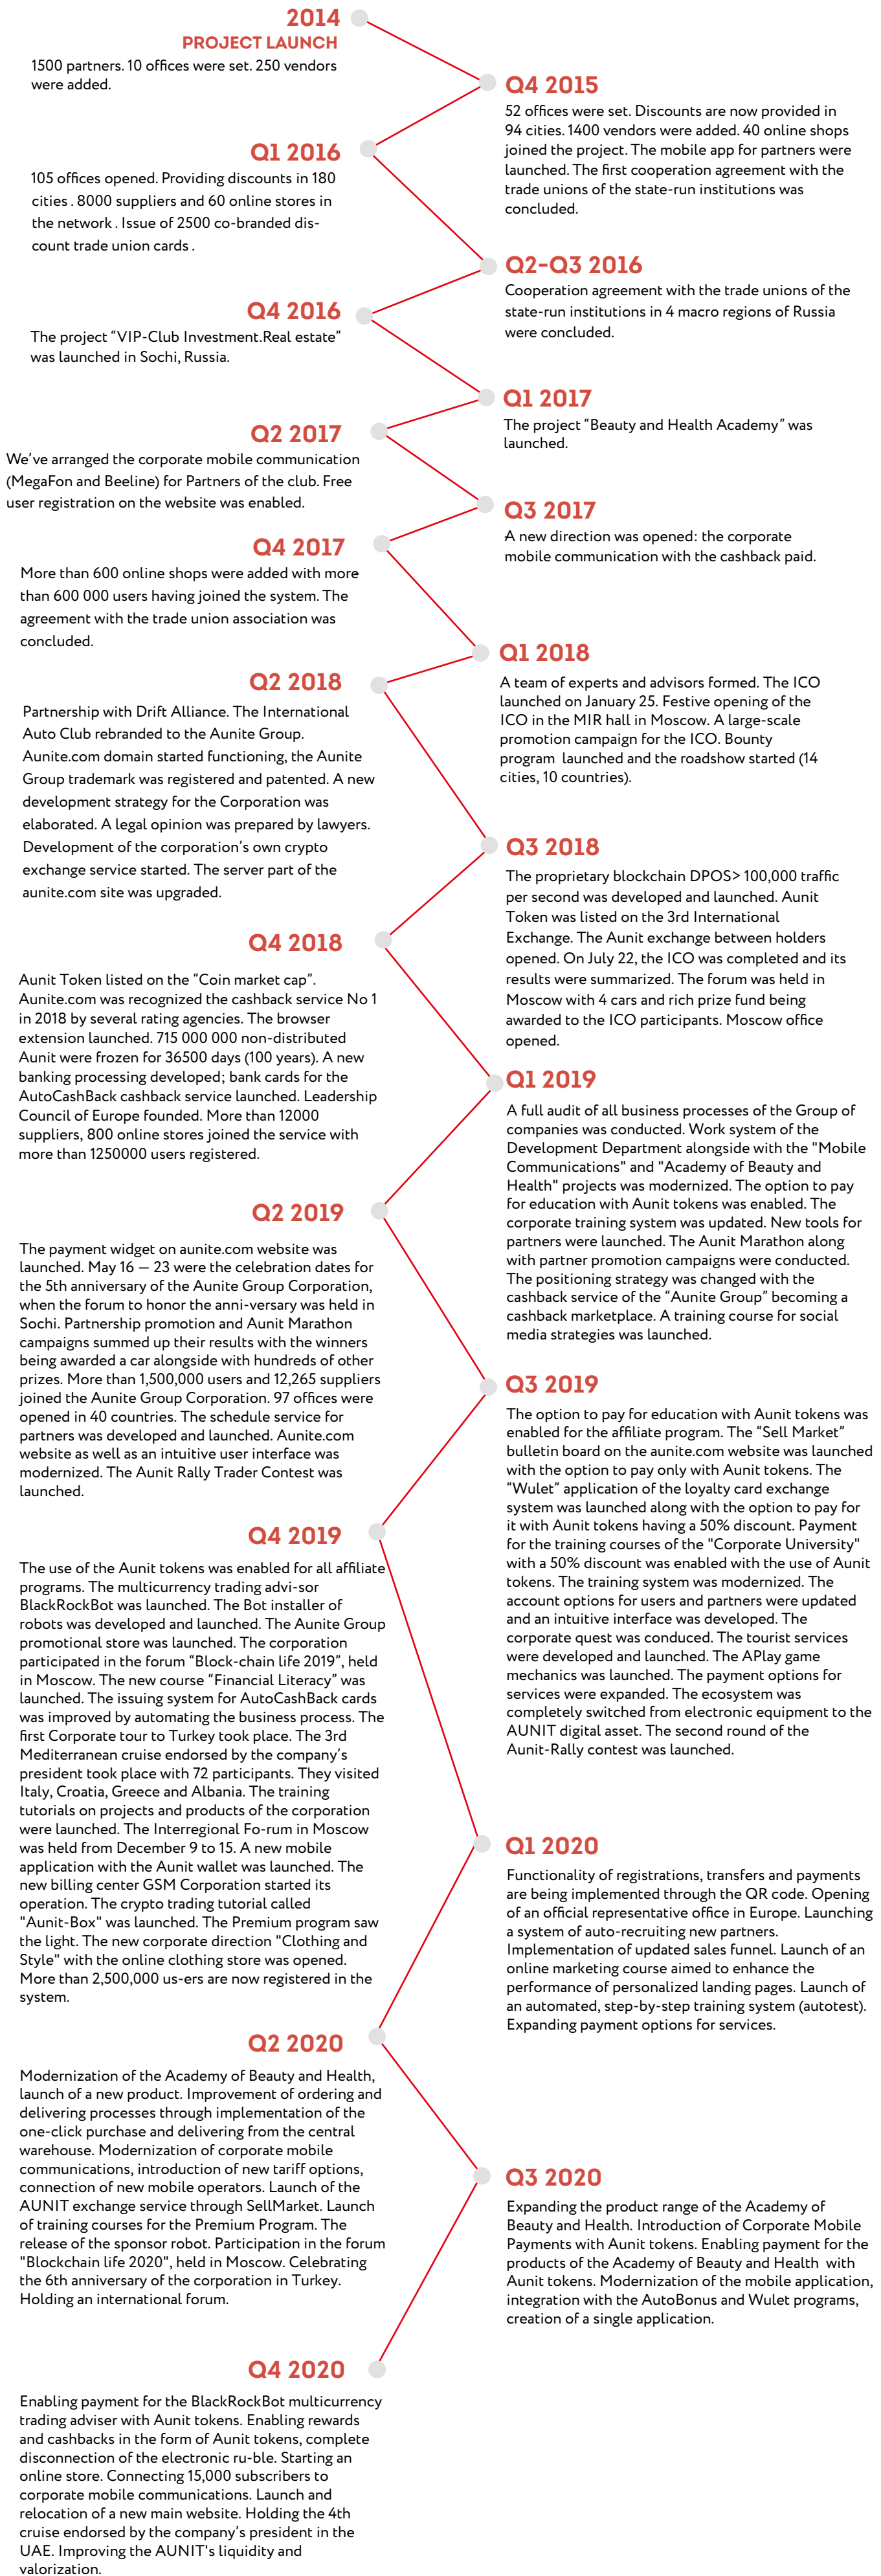 2014
PROJECT LAUNCH
1500 partners. 10 offices were set. 250 vendors
were added.
Q4 2015
52 offices were set. Discounts are now provided in
94 cities. 1400 vendors were added. 40 online shops
joined the project. The mobile app for partners were
launched. The first cooperation agreement with the
trade unions of the state-run institutions was
concluded.
Q1 2016
105 offices opened. Providing discounts in 180
cities . 8000 suppliers and 60 online stores in
the network . Issue of 2500 co-branded dis-
count trade union cards .
Q2-Q3 2016
Cooperation agreement with the trade unions of the
state-run institutions in 4 macro regions of Russia
were concluded.
Q4 2016
The project “VIP-Club Investment.Real estate”
was launched in Sochi, Russia.
Q1 2017
The project “Beauty and Health Academy” was
launched.
Q2 2017
We’ve arranged the corporate mobile communication
(MegaFon and Beeline) for Partners of the club. Free
user registration on the website was enabled.
Q3 2017
A new direction was opened: the corporate
mobile communication with the cashback paid.
Q4 2017
More than 600 online shops were added with more
than 600 000 users having joined the system. The
agreement with the trade union association was
concluded.
Q1 2018
A team of experts and advisors formed. The ICO
launched on January 25. Festive opening of the
ICO in the MIR hall in Moscow. A large-scale
promotion campaign for the ICO. Bounty
program launched and the roadshow started (14
cities, 10 countries).
Q2 2018
Partnership with Drift Alliance. The International
Auto Club rebranded to the Aunite Group.
Aunite.com domain started functioning, the Aunite
Group trademark was registered and patented. A new
development strategy for the Corporation was
elaborated. A legal opinion was prepared by lawyers.
Development of the corporation’s own crypto
exchange service started. The server part of the
aunite.com site was upgraded.
Q3 2018
The proprietary blockchain DPOS> 100,000 traffic
per second was developed and launched. Aunit
Token was listed on the 3rd International
Exchange. The Aunit exchange between holders
opened. On July 22, the ICO was completed and its
results were summarized. The forum was held in
Moscow with 4 cars and rich prize fund being
awarded to the ICO participants. Moscow office
opened.
Q4 2018
Aunit Token listed on the “Coin market cap”.
Aunite.com was recognized the cashback service No 1
in 2018 by several rating agencies. The browser
extension launched. 715 000 000 non-distributed
Aunit were frozen for 36500 days (100 years). A new
banking processing developed; bank cards for the
AutoCashBack cashback service launched. Leadership
Council of Europe founded. More than 12000
suppliers, 800 online stores joined the service with
more than 1250000 users registered.
Q1 2019
A full audit of all business processes of the Group of
companies was conducted. Work system of the
Development Department alongside with the "Mobile
Communications" and "Academy of Beauty and
Health" projects was modernized. The option to pay
for education with Aunit tokens was enabled. The
corporate training system was updated. New tools for
partners were launched. The Aunit Marathon along
with partner promotion campaigns were conducted.
The positioning strategy was changed with the
cashback service of the “Aunite Group” becoming a
cashback marketplace. A training course for social
media strategies was launched.
Q2 2019
The payment widget on aunite.com website was
launched. May 16 — 23 were the celebration dates for
the 5th anniversary of the Aunite Group Corporation,
when the forum to honor the anni-versary was held in
Sochi. Partnership promotion and Aunit Marathon
campaigns summed up their results with the winners
being awarded a car alongside with hundreds of other
prizes. More than 1,500,000 users and 12,265 suppliers
joined the Aunite Group Corporation. 97 offices were
opened in 40 countries. The schedule service for
partners was developed and launched. Aunite.com
website as well as an intuitive user interface was
modernized. The Aunit Rally Trader Contest was
launched.
Q3 2019
The option to pay for education with Aunit tokens was
enabled for the affiliate program. The “Sell Market”
bulletin board on the aunite.com website was launched
with the option to pay only with Aunit tokens. The
“Wulet” application of the loyalty card exchange
system was launched along with the option to pay for
it with Aunit tokens having a 50% discount. Payment
for the training courses of the "Corporate University"
with a 50% discount was enabled with the use of Aunit
tokens. The training system was modernized. The
account options for users and partners were updated
and an intuitive interface was developed. The
corporate quest was conduced. The tourist services
were developed and launched. The APlay game
mechanics was launched. The payment options for
services were expanded. The ecosystem was
completely switched from electronic equipment to the
AUNIT digital asset. The second round of the
Aunit-Rally contest was launched.
Q4 2019
The use of the Aunit tokens was enabled for all affiliate
programs. The multicurrency trading advi-sor
BlackRockBot was launched. The Bot installer of
robots was developed and launched. The Aunite Group
promotional store was launched. The corporation
participated in the forum “Block-chain life 2019”, held
in Moscow. The new course “Financial Literacy” was
launched. The issuing system for AutoCashBack cards
was improved by automating the business process. The
first Corporate tour to Turkey took place. The 3rd
Mediterranean cruise endorsed by the company’s
president took place with 72 participants. They visited
Italy, Croatia, Greece and Albania. The training
tutorials on projects and products of the corporation
were launched. The Interregional Fo-rum in Moscow
was held from December 9 to 15. A new mobile
application with the Aunit wallet was launched. The
new billing center GSM Corporation started its
operation. The crypto trading tutorial called
"Aunit-Box" was launched. The Premium program saw
the light. The new corporate direction "Clothing and
Style" with the online clothing store was opened.
More than 2,500,000 us-ers are now registered in the
system.
Q1 2020
Functionality of registrations, transfers and payments
are being implemented through the QR code. Opening
of an official representative office in Europe. Launching
a system of auto-recruiting new partners.
Implementation of updated sales funnel. Launch of an
online marketing course aimed to enhance the
performance of personalized landing pages. Launch of
an automated, step-by-step training system (autotest).
Expanding payment options for services.
Q2 2020
Modernization of the Academy of Beauty and Health,
launch of a new product. Improvement of ordering and
delivering processes through implementation of the
one-click purchase and delivering from the central
warehouse. Modernization of corporate mobile
communications, introduction of new tariff options,
connection of new mobile operators. Launch of the
AUNIT exchange service through SellMarket. Launch
of training courses for the Premium Program. The
release of the sponsor robot. Participation in the forum
"Blockchain life 2020", held in Moscow. Celebrating
the 6th anniversary of the corporation in Turkey.
Holding an international forum.
Q3 2020
Expanding the product range of the Academy of
Beauty and Health. Introduction of Corporate Mobile
Payments with Aunit tokens. Enabling payment for the
products of the Academy of Beauty and Health with
Aunit tokens. Modernization of the mobile application,
integration with the AutoBonus and Wulet programs,
creation of a single application.
Q4 2020
Enabling payment for the BlackRockBot multicurrency
trading adviser with Aunit tokens. Enabling rewards
and cashbacks in the form of Aunit tokens, complete
disconnection of the electronic ru-ble. Starting an
online store. Connecting 15,000 subscribers to
corporate mobile communications. Launch and
relocation of a new main website. Holding the 4th
cruise endorsed by the company’s president in the
UAE. Improving the AUNIT's liquidity and
valorization.